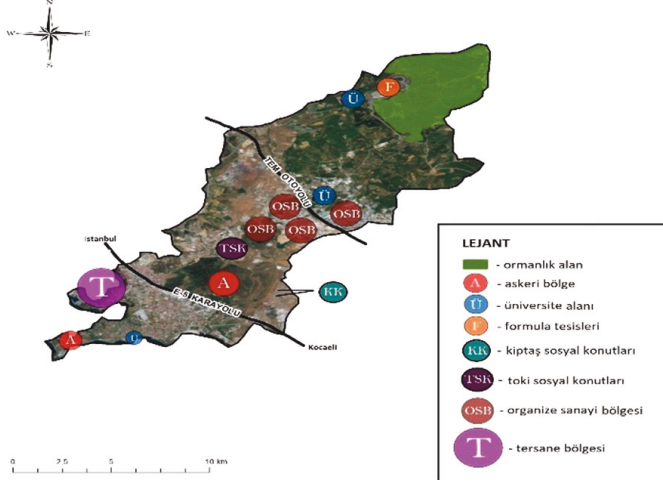 N
W E
S
Ü
F
TEM OTOYOLU
Ü
OSB
OSB
OSB
OSB
TSK
İstanbul
T
A
KK
E-5 KARAYOLU
A
Ü
Kocaeli
0 2.5 5 10 km
LEJANT
- ormanlık alan
A - askeri bölge
Ü - üniversite alanı
F - formula tesisleri
KK - kiptaş sosyal konutları
TSK - toki sosyal konutları
OSB - organize sanayi bölgesi
T - tersane bölgesi